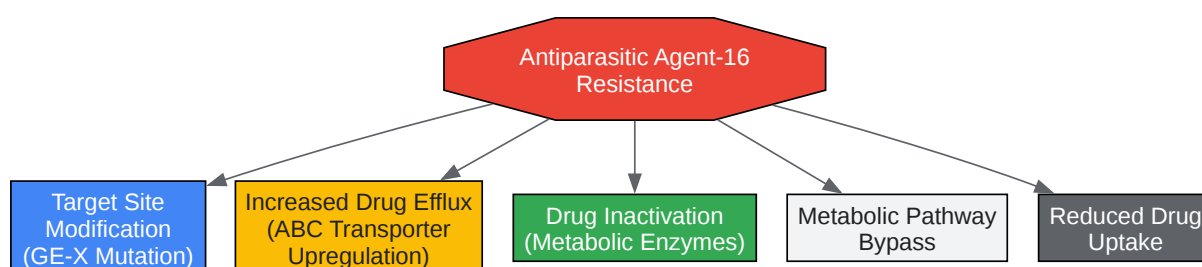 Antiparasitic Agent-16
Resistance
Target Site
Modification
(GE-X Mutation)
Increased Drug Efflux
(ABC Transporter
Upregulation)
Drug Inactivation
(Metabolic Enzymes)
Metabolic Pathway
Bypass
Reduced Drug
Uptake